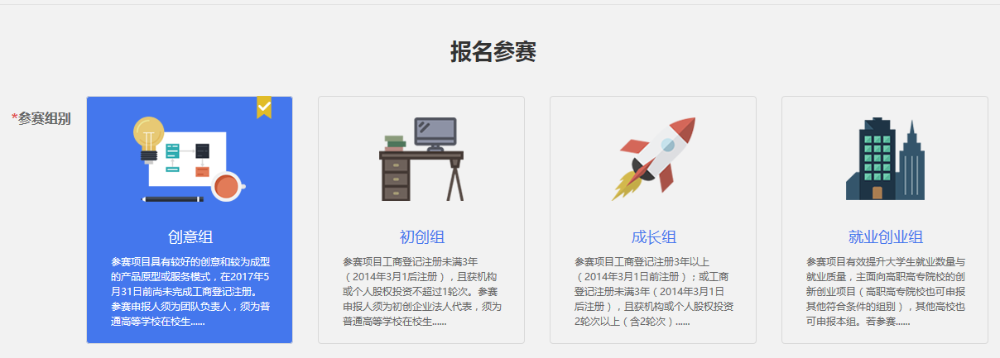 报名参赛
*参赛组别
创意组
参赛项目具有较好的创意和较为成型
的产品原型或服务模式，在2017年5
月31日前尚未完成工商登记注册。
参赛申报人须为团队负责人，须为普
通高等学校在校生......
初创组
参赛项目工商登记注册未满3年
（2014年3月1后注册），且获机构
或个人股权投资不超过1轮次。参赛
申报人须为初创企业法人代表，须为
普通高等学校在校生......
成长组
参赛项目工商登记注册3年以上
（2014年3月1日前注册）；或工商
登记注册未满3年（2014年3月1日
后注册），且获机构或个人股权投资
2轮次以上（含2轮次）......
就业创业组
参赛项目有效提升大学生就业数量与
就业质量，主面向高职高专院校的创
新创业项目（高职高专院校也可申报
其他符合条件的组别），其他高校也
可申报本组。若参赛......